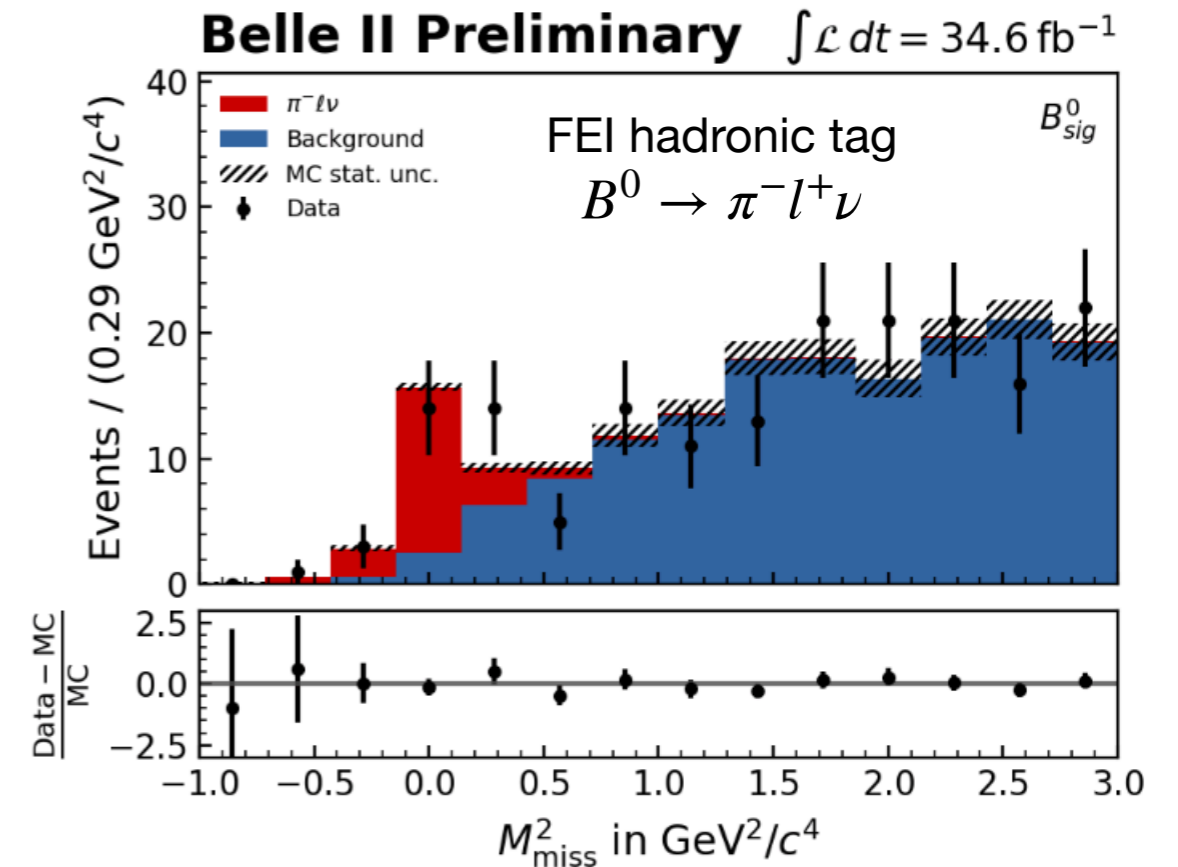 Belle II Preliminary ∫ℒ dt = 34.6 fb⁻¹
Events / (0.29 GeV²/c⁴)
40
30
20
10
0
π⁻ℓν
Background
MC stat. unc.
Data
FEI hadronic tag
B⁰ → π⁻l⁺ν
B⁰sig
Data − MC
MC
2.5
0.0
−2.5
−1.0 −0.5 0.0 0.5 1.0 1.5 2.0 2.5 3.0
M²miss in GeV²/c⁴